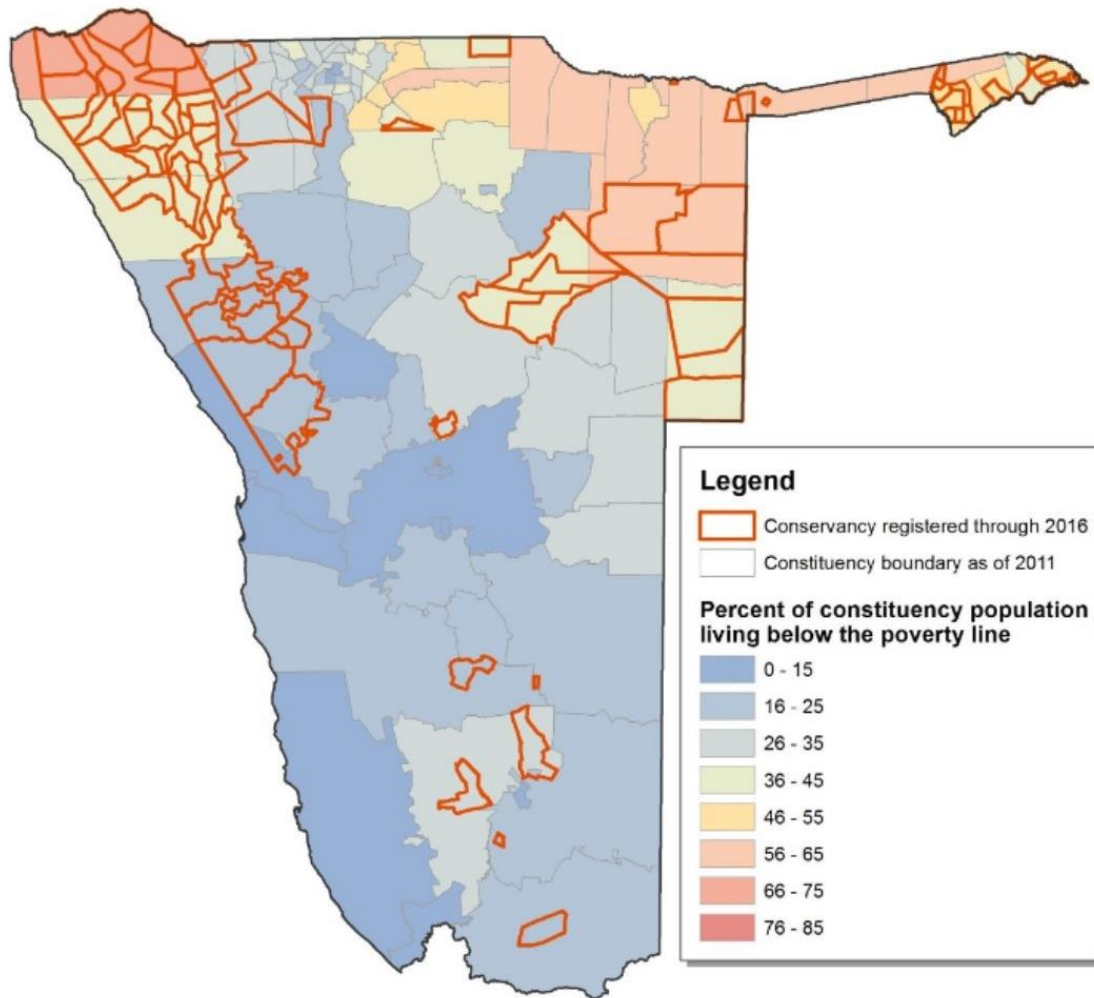 Legend
Conservancy registered through 2016
Constituency boundary as of 2011
Percent of constituency population
living below the poverty line
0 - 15
16 - 25
26 - 35
36 - 45
46 - 55
56 - 65
66 - 75
76 - 85